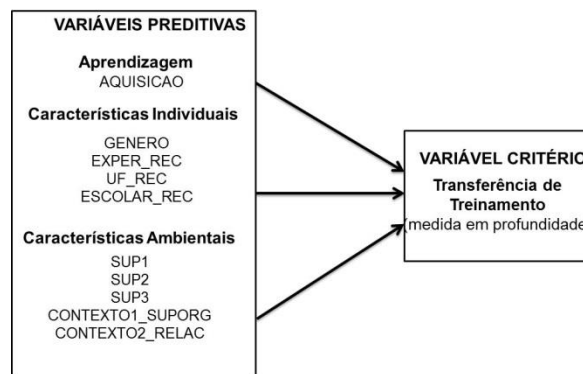 VARIÁVEIS PREDITIVAS
Aprendizagem
AQUISICAO
Características Individuais
GENERO
EXPER_REC
UF_REC
ESCOLAR_REC
Características Ambientais
SUP1
SUP2
SUP3
CONTEXTO1_SUPORG
CONTEXTO2_RELAC
VARIÁVEL CRITÉRIO
Transferência de
Treinamento
(medida em profundidade